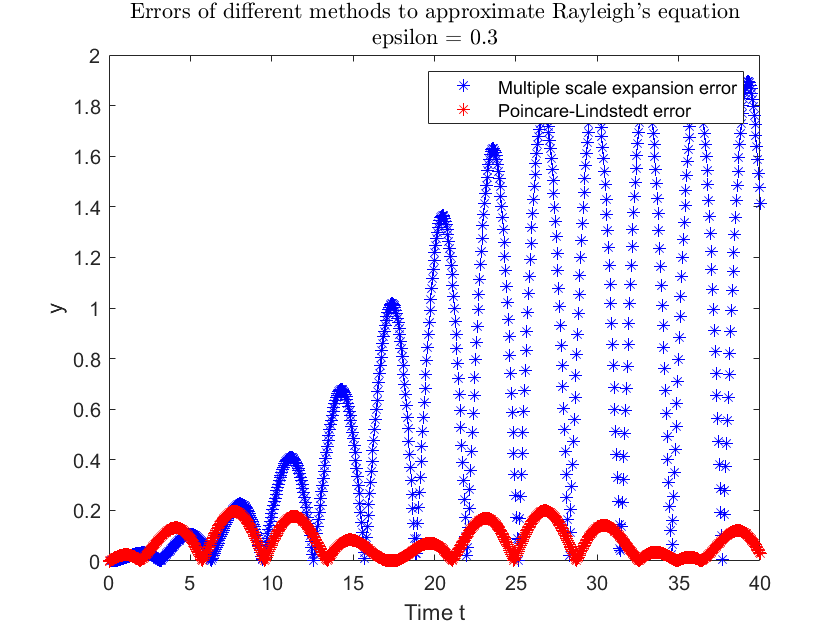 Errors of different methods to approximate Rayleigh's equation
epsilon = 0.3
Multiple scale expansion error
Poincare-Lindstedt error
2
1.8
1.6
1.4
1.2
1
0.8
0.6
0.4
0.2
0
y
0 5 10 15 20 25 30 35 40
Time t